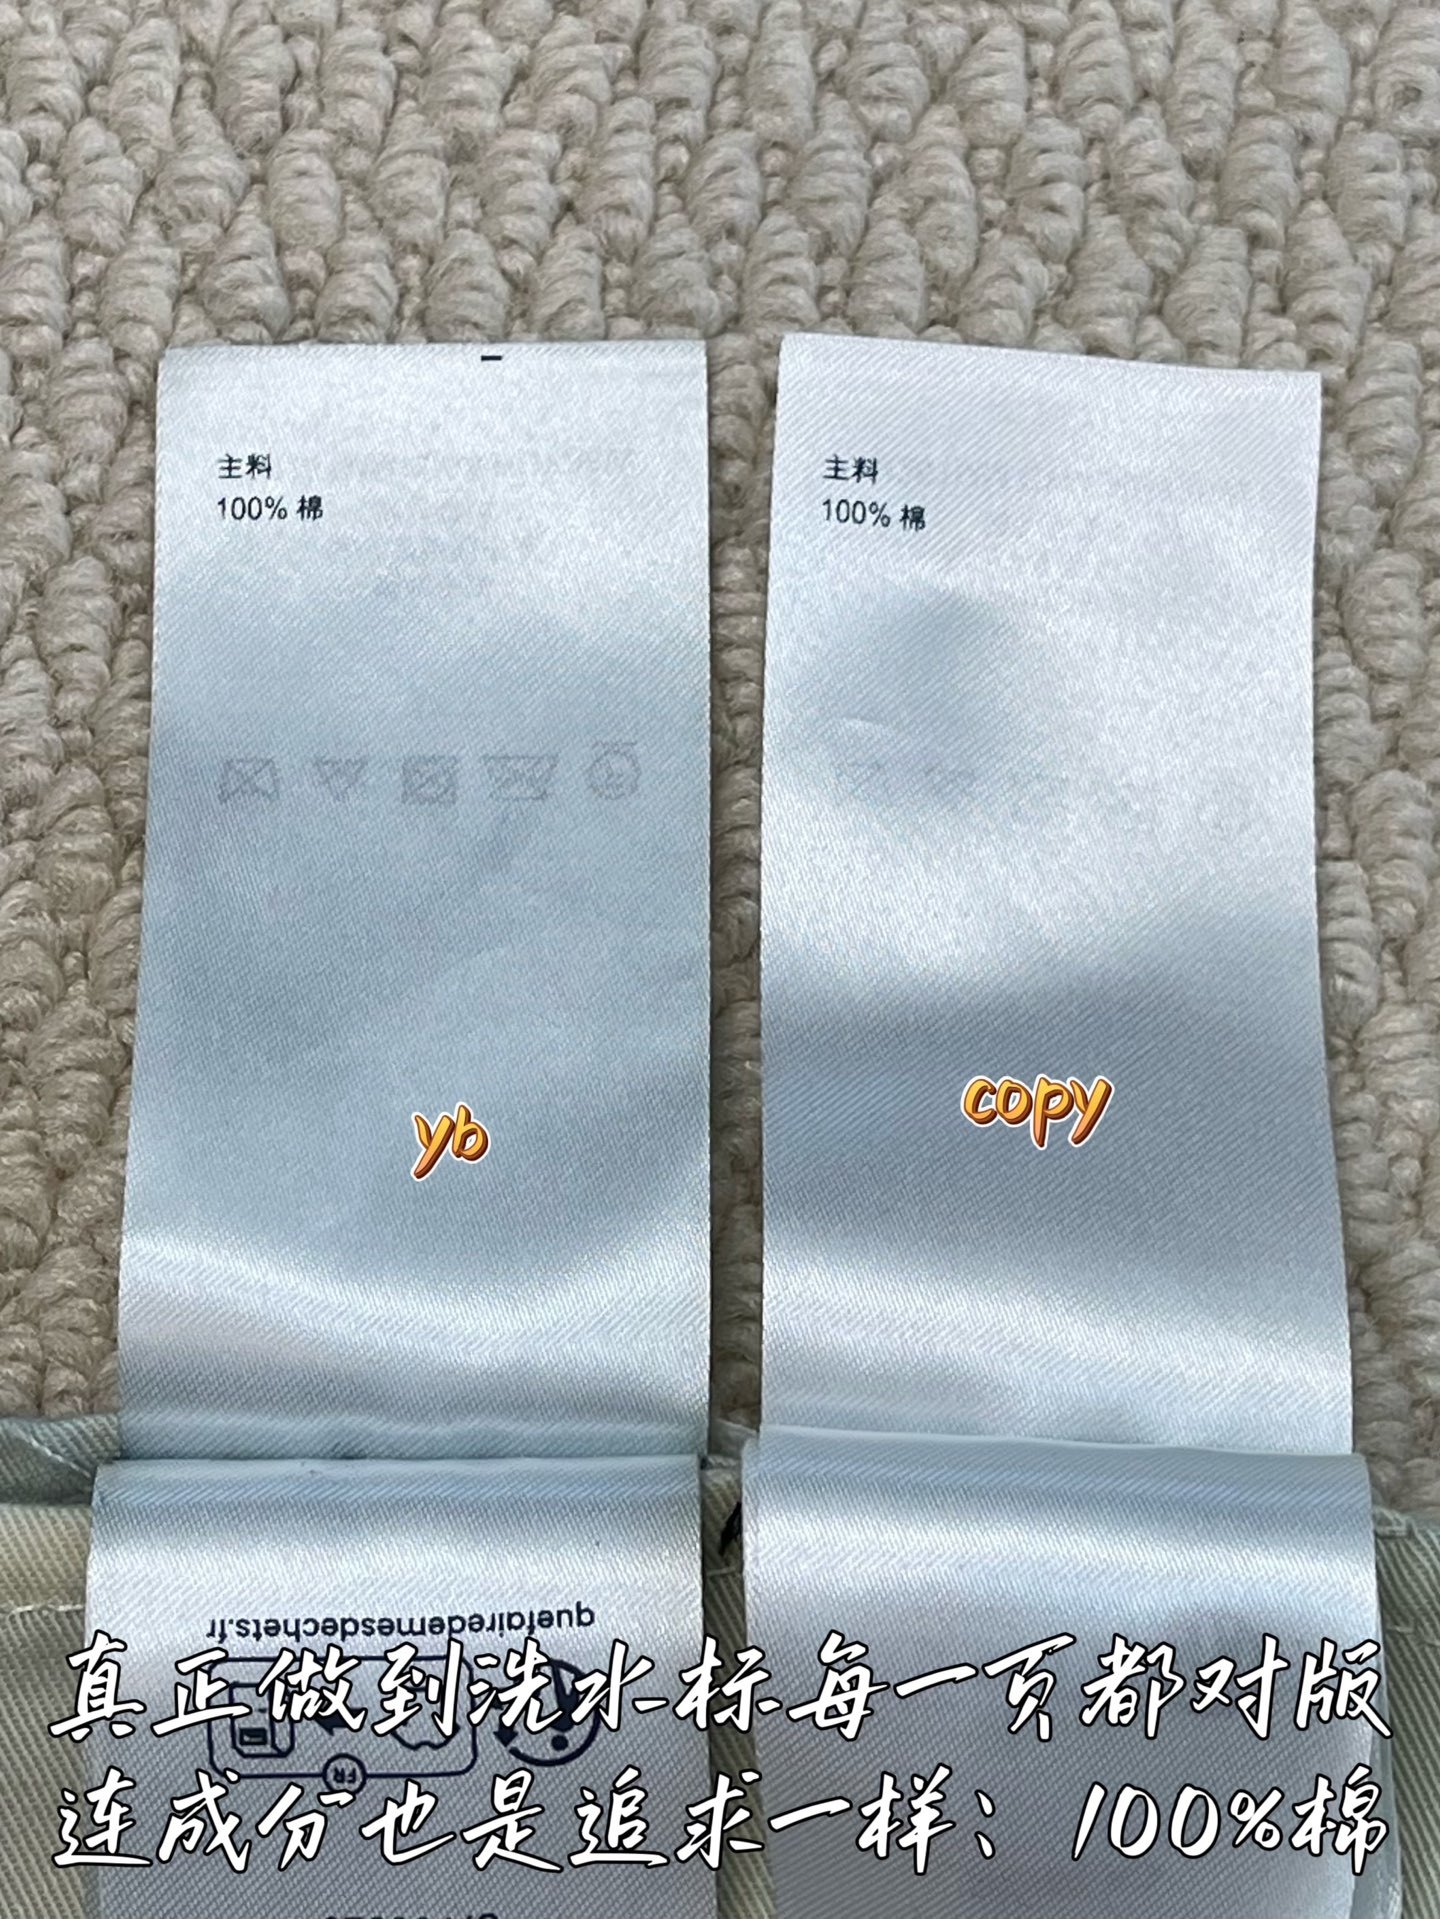 主料
100% 棉
主料
100% 棉
yb
copy
quefairedemesdechets.fr
FR
真正做到洗水标每一页都对版
连成分也是追求一样：100%棉